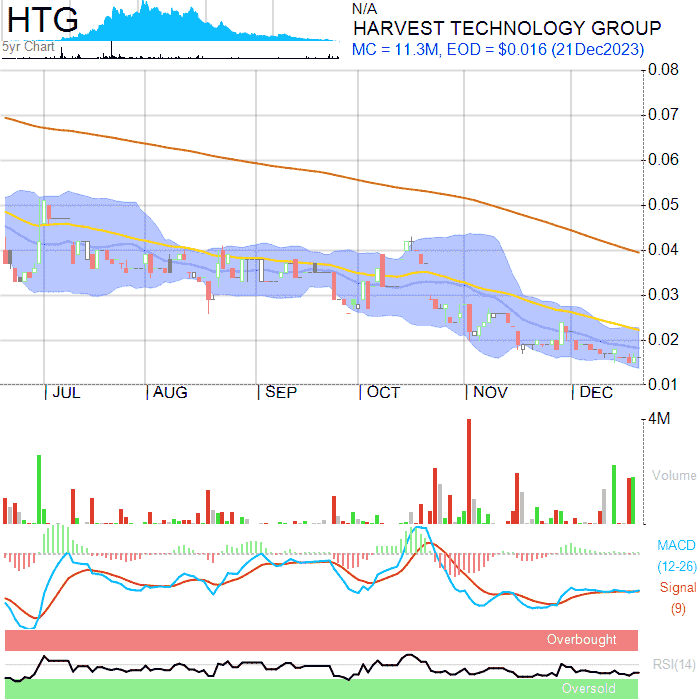 HTG
5yr Chart
N/A
HARVEST TECHNOLOGY GROUP
MC = 11.3M, EOD = $0.016 (21Dec2023)
0.08
0.07
0.06
0.05
0.04
0.03
0.02
0.01
JUL AUG SEP OCT NOV DEC
4M
Volume
MACD
(12-26)
Signal
(9)
Overbought
RSI(14)
Oversold